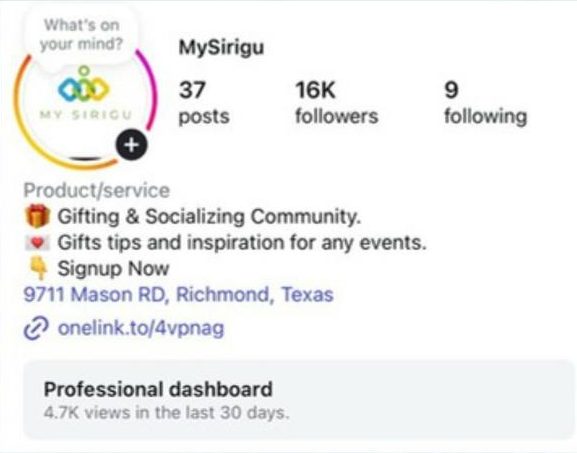 What's on
your mind?
MySirigu
37
posts
16K
followers
9
following
MY SIRIGU
Product/service
Gifting & Socializing Community.
Gifts tips and inspiration for any events.
Signup Now
9711 Mason RD, Richmond, Texas
onelink.to/4vpnag
Professional dashboard
4.7K views in the last 30 days.